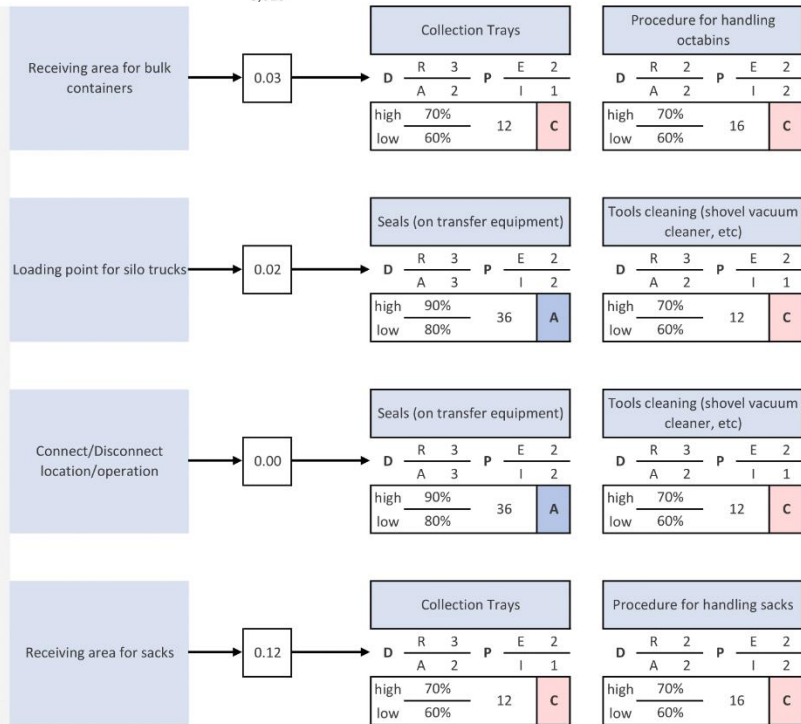 Collection Trays
Procedure for handling
octabins
Receiving area for bulk
containers
0.03
D R 3 P E 2
A 2 I 1
D R 2 P E 2
A 2 I 2
high 70% 12 C
low 60%
high 70% 16 C
low 60%
Seals (on transfer equipment)
Tools cleaning (shovel vacuum
cleaner, etc)
Loading point for silo trucks
0.02
D R 3 P E 2
A 3 I 2
D R 3 P E 2
A 2 I 1
high 90% 36 A
low 80%
high 70% 12 C
low 60%
Seals (on transfer equipment)
Tools cleaning (shovel vacuum
cleaner, etc)
Connect/Disconnect
location/operation
0.00
D R 3 P E 2
A 3 I 2
D R 3 P E 2
A 2 I 1
high 90% 36 A
low 80%
high 70% 12 C
low 60%
Collection Trays
Procedure for handling sacks
Receiving area for sacks
0.12
D R 3 P E 2
A 2 I 1
D R 2 P E 2
A 2 I 2
high 70% 12 C
low 60%
high 70% 16 C
low 60%